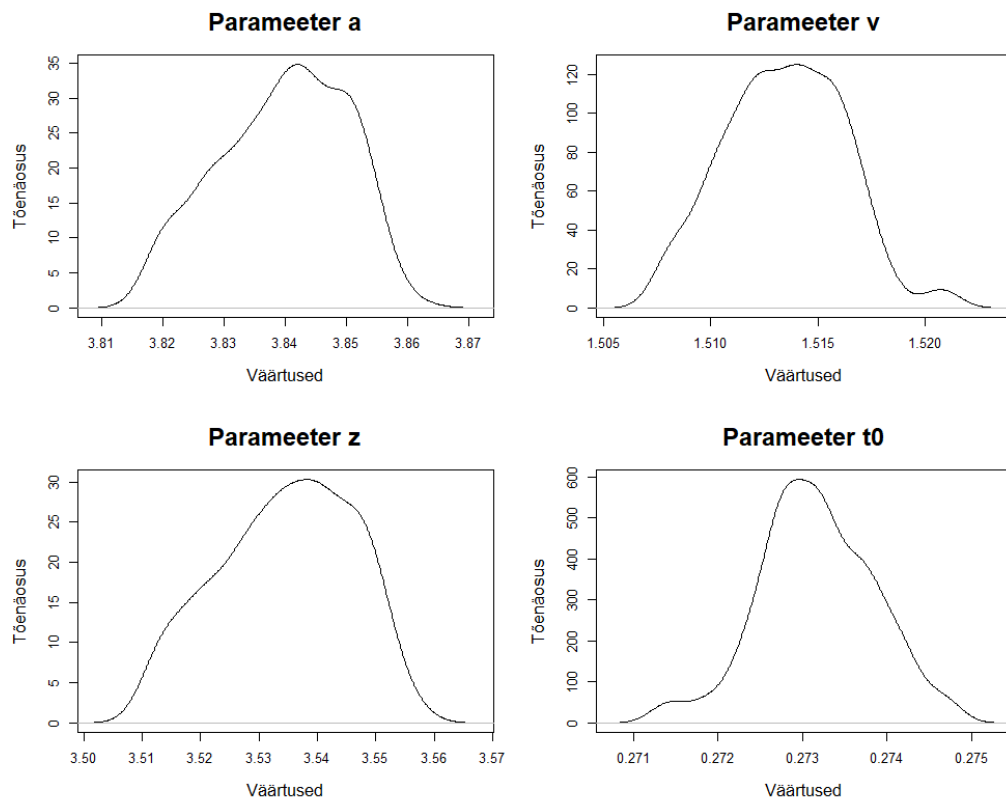 Parameeter a
Tõenäosus
35
30
25
20
15
10
5
0
3.81 3.82 3.83 3.84 3.85 3.86 3.87
Väärtused
Parameeter v
Tõenäosus
120
100
80
60
40
20
0
1.505 1.510 1.515 1.520
Väärtused
Parameeter z
Tõenäosus
30
25
20
15
10
5
0
3.50 3.51 3.52 3.53 3.54 3.55 3.56 3.57
Väärtused
Parameeter t0
Tõenäosus
600
500
400
300
200
100
0
0.271 0.272 0.273 0.274 0.275
Väärtused